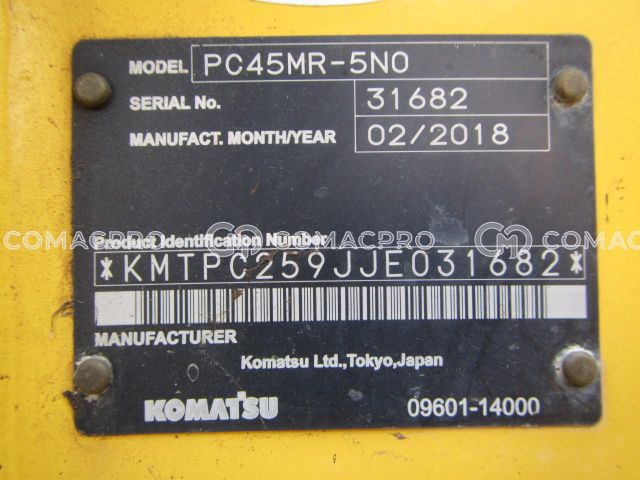 MODEL PC45MR-5N0
SERIAL No. 31682
MANUFACT. MONTH/YEAR 02/2018
Product Identification Number
COMACPRO COMACPRO COMACPRO
*KMTPC259JJE031682*
MANUFACTURER
Komatsu Ltd.,Tokyo,Japan
KOMATSU 09601-14000